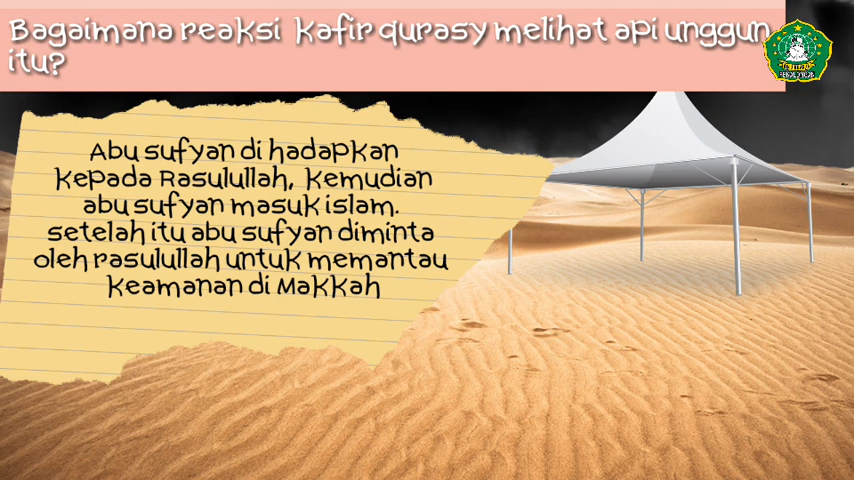 Bagaimana reaksi kafir qurasy melihat api unggun
itu?
Abu sufyan di hadapkan
kepada Rasulullah, kemudian
abu sufyan masuk islam.
setelah itu abu sufyan diminta
oleh rasulullah untuk memantau
keamanan di Makkah